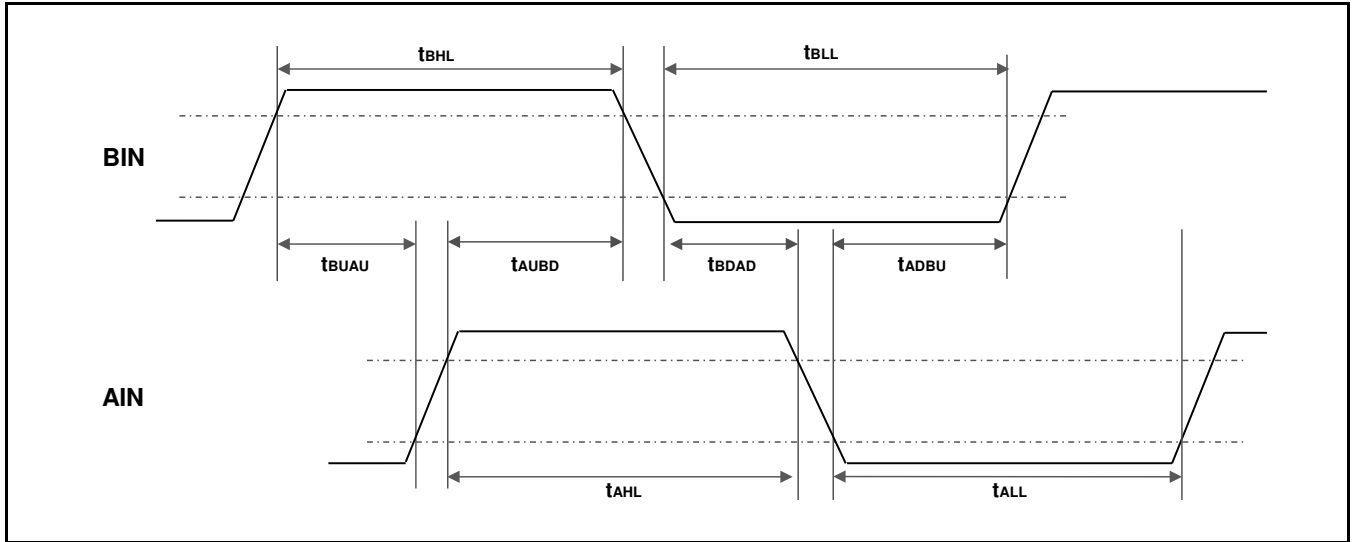 tBHL
tBLL
BIN
tBUAU
tAUBD
tBDAD
tADBU
AIN
tAHL
tALL